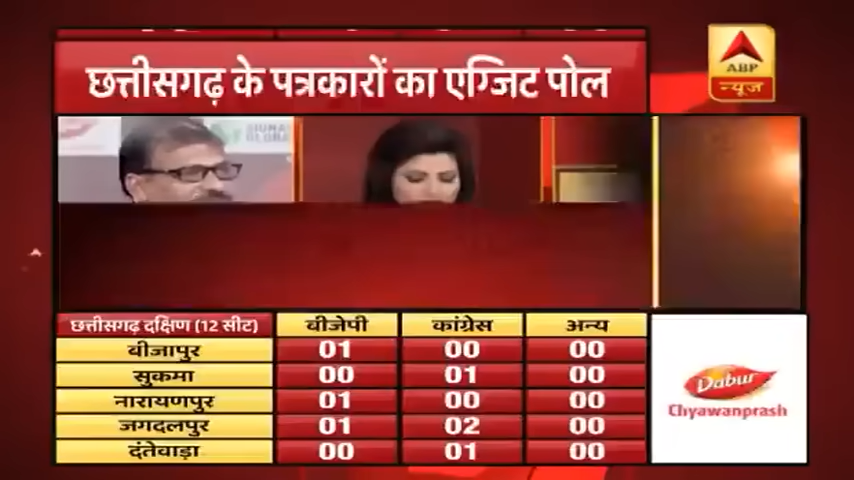 छत्तीसगढ़ के पत्रकारों का एग्जिट पोल
ABP
न्यूज़
GLOBAL
छत्तीसगढ़ दक्षिण (12 सीट) बीजेपी कांग्रेस अन्य
बीजापुर 01 00 00
सुकमा 00 01 00
नारायणपुर 01 00 00
जगदलपुर 01 02 00
दंतेवाड़ा 00 01 00
Dabur
Chyawanprash